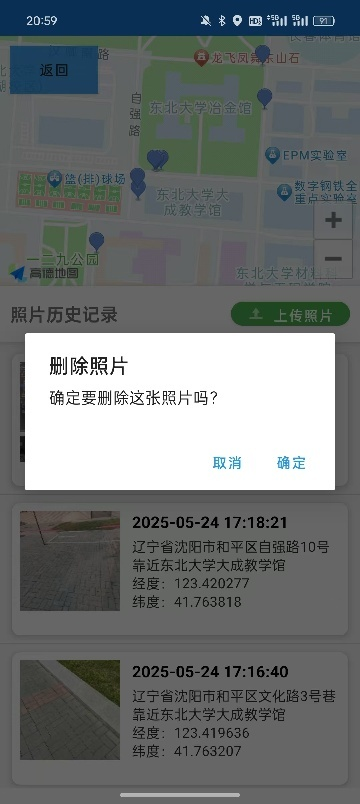 20:59
91
返回
龙飞凤舞泰山石
东北大学冶金馆
自强路
EPM实验室
篮(排)球场
数字钢铁全
重点实验室
东北大学大
成教学馆
一二九公园
高德地图
东北大学材料
+
−
照片历史记录
上传照片
删除照片
确定要删除这张照片吗?
取消
确定
2025-05-24 17:18:21
辽宁省沈阳市和平区自强路10号
靠近东北大学大成教学馆
经度: 123.420277
纬度: 41.763818
2025-05-24 17:16:40
辽宁省沈阳市和平区文化路3号巷
靠近东北大学大成教学馆
经度: 123.419636
纬度: 41.763207